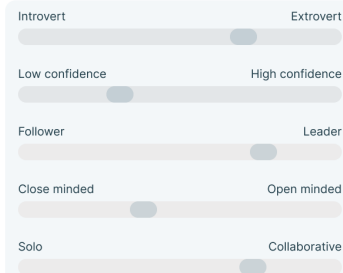 Introvert Extrovert
Low confidence High confidence
Follower Leader
Close minded Open minded
Solo Collaborative